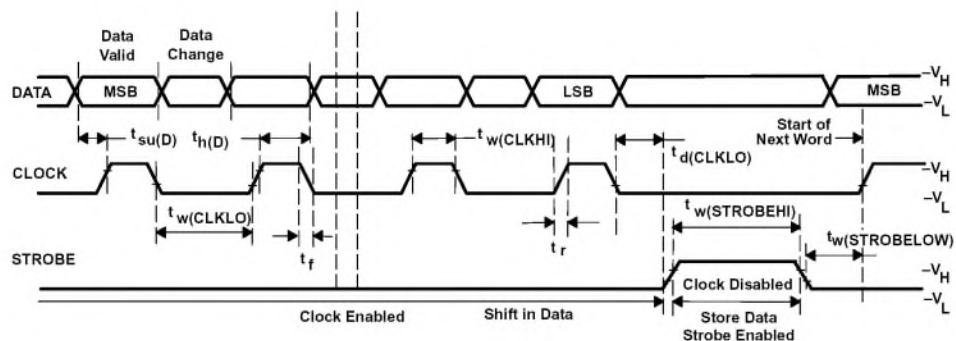 Data
Valid
Data
Change
DATA
MSB
LSB
MSB
–VH
–VL
tsu(D)
th(D)
tw(CLKHI)
td(CLKLO)
Start of
Next Word
CLOCK
–VH
–VL
tw(CLKLO)
tf
tr
tw(STROBEHI)
tw(STROBELOW)
STROBE
–VH
–VL
Clock Disabled
Clock Enabled
Shift in Data
Store Data
Strobe Enabled